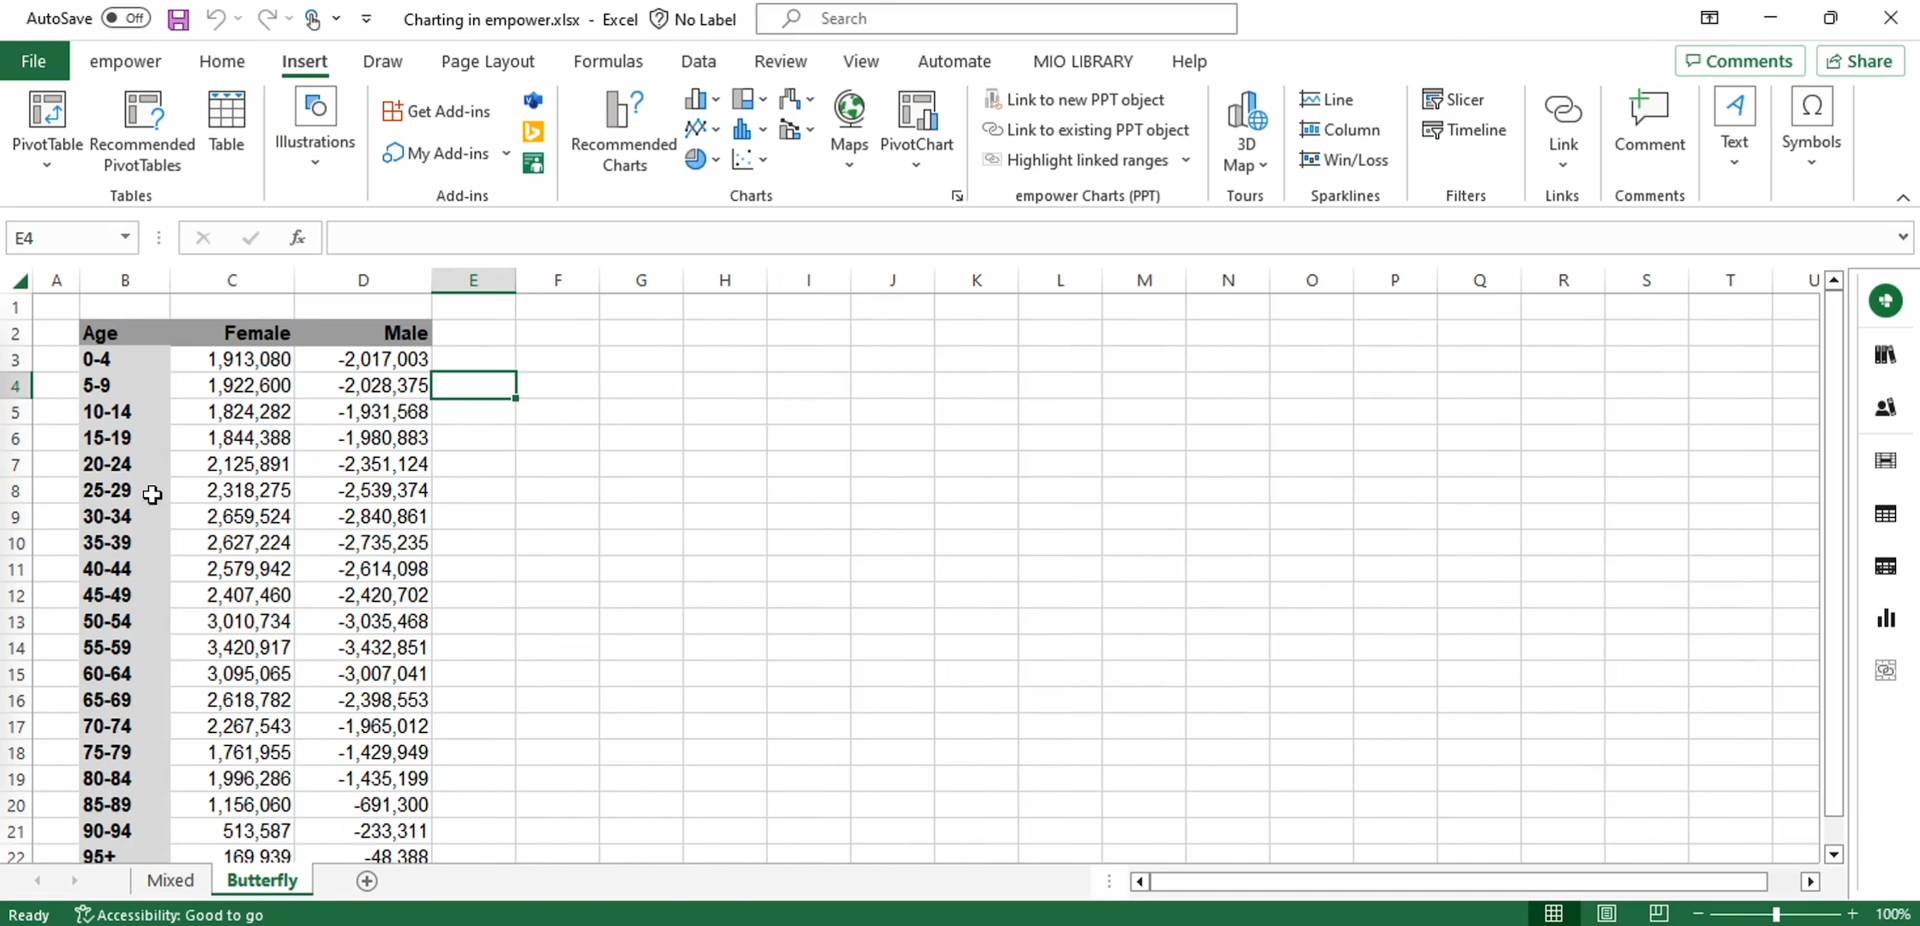 AutoSave Off Charting in empower.xlsx - Excel No Label Search
File empower Home Insert Draw Page Layout Formulas Data Review View Automate MIO LIBRARY Help Comments Share
PivotTable
Recommended
PivotTables
Table
Tables
Illustrations
Get Add-ins
My Add-ins
Add-ins
Recommended
Charts
Maps
PivotChart
Charts
Link to new PPT object
Link to existing PPT object
Highlight linked ranges
empower Charts (PPT)
3D
Map
Tours
Line
Column
Win/Loss
Sparklines
Slicer
Timeline
Filters
Link
Links
Comment
Comments
Text
Symbols
E4 fx
A B C D E F G H I J K L M N O P Q R S T U
1
2 Age Female Male
3 0-4 1,913,080 -2,017,003
4 5-9 1,922,600 -2,028,375
5 10-14 1,824,282 -1,931,568
6 15-19 1,844,388 -1,980,883
7 20-24 2,125,891 -2,351,124
8 25-29 2,318,275 -2,539,374
9 30-34 2,659,524 -2,840,861
10 35-39 2,627,224 -2,735,235
11 40-44 2,579,942 -2,614,098
12 45-49 2,407,460 -2,420,702
13 50-54 3,010,734 -3,035,468
14 55-59 3,420,917 -3,432,851
15 60-64 3,095,065 -3,007,041
16 65-69 2,618,782 -2,398,553
17 70-74 2,267,543 -1,965,012
18 75-79 1,761,955 -1,429,949
19 80-84 1,996,286 -1,435,199
20 85-89 1,156,060 -691,300
21 90-94 513,587 -233,311
22 95+ 169,939 -48,388
Mixed Butterfly
Ready Accessibility: Good to go 100%